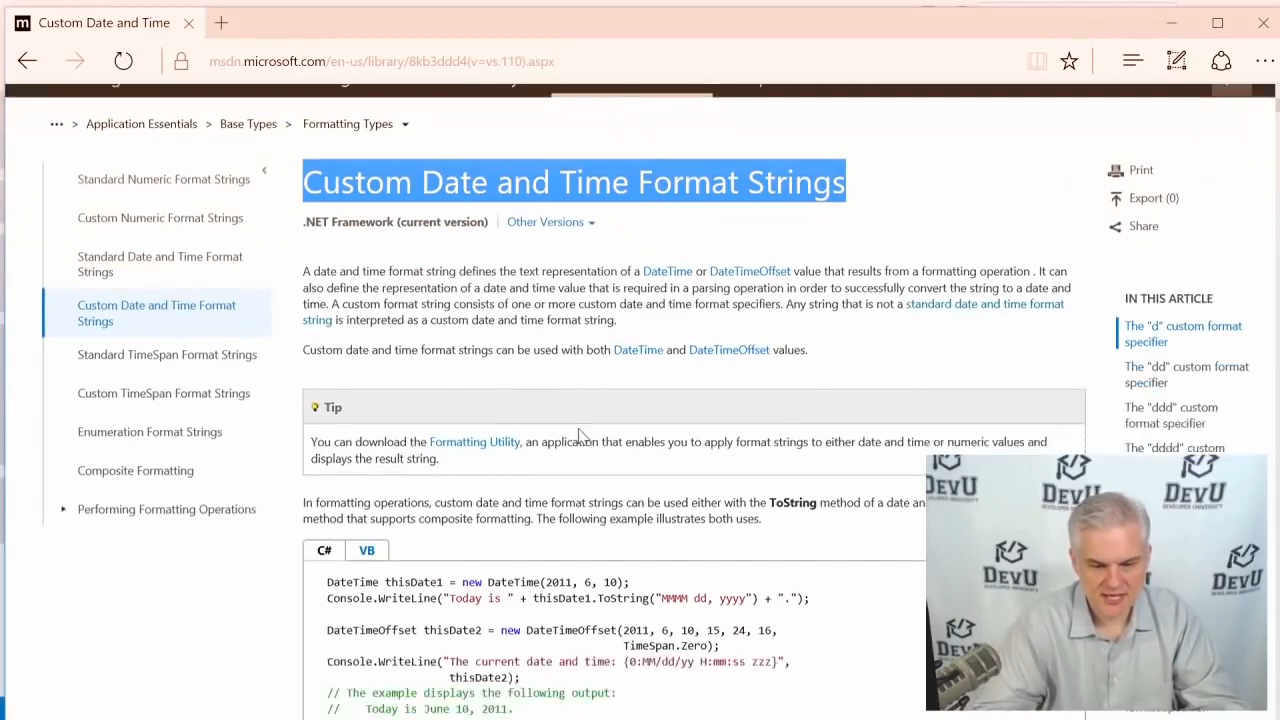 Custom Date and Time
msdn.microsoft.com/en-us/library/8kb3ddd4(v=vs.110).aspx
Application Essentials > Base Types > Formatting Types
Standard Numeric Format Strings
Custom Numeric Format Strings
Standard Date and Time Format
Strings
Custom Date and Time Format
Strings
Standard TimeSpan Format Strings
Custom TimeSpan Format Strings
Enumeration Format Strings
Composite Formatting
Performing Formatting Operations
Custom Date and Time Format Strings
.NET Framework (current version)
Other Versions
A date and time format string defines the text representation of a DateTime or DateTimeOffset value that results from a formatting operation . It can
also define the representation of a date and time value that is required in a parsing operation in order to successfully convert the string to a date and
time. A custom format string consists of one or more custom date and time format specifiers. Any string that is not a standard date and time format
string is interpreted as a custom date and time format string.
Custom date and time format strings can be used with both DateTime and DateTimeOffset values.
Tip
You can download the Formatting Utility, an application that enables you to apply format strings to either date and time or numeric values and
displays the result string.
In formatting operations, custom date and time format strings can be used either with the ToString method of a date an
method that supports composite formatting. The following example illustrates both uses.
C#
VB
DateTime thisDate1 = new DateTime(2011, 6, 10);
Console.WriteLine("Today is " + thisDate1.ToString("MMMM dd, yyyy") + ".");
DateTimeOffset thisDate2 = new DateTimeOffset(2011, 6, 10, 15, 24, 16,
TimeSpan.Zero);
Console.WriteLine("The current date and time: {0:MM/dd/yy H:mm:ss zzz}",
thisDate2);
// The example displays the following output:
// Today is June 10, 2011.
Print
Export (0)
Share
IN THIS ARTICLE
The "d" custom format
specifier
The "dd" custom format
specifier
The "ddd" custom
format specifier
The "dddd" custom
DEVU
DEVELOPER UNIVERSITY
DEVU
DEVU
DEVU
DEVU